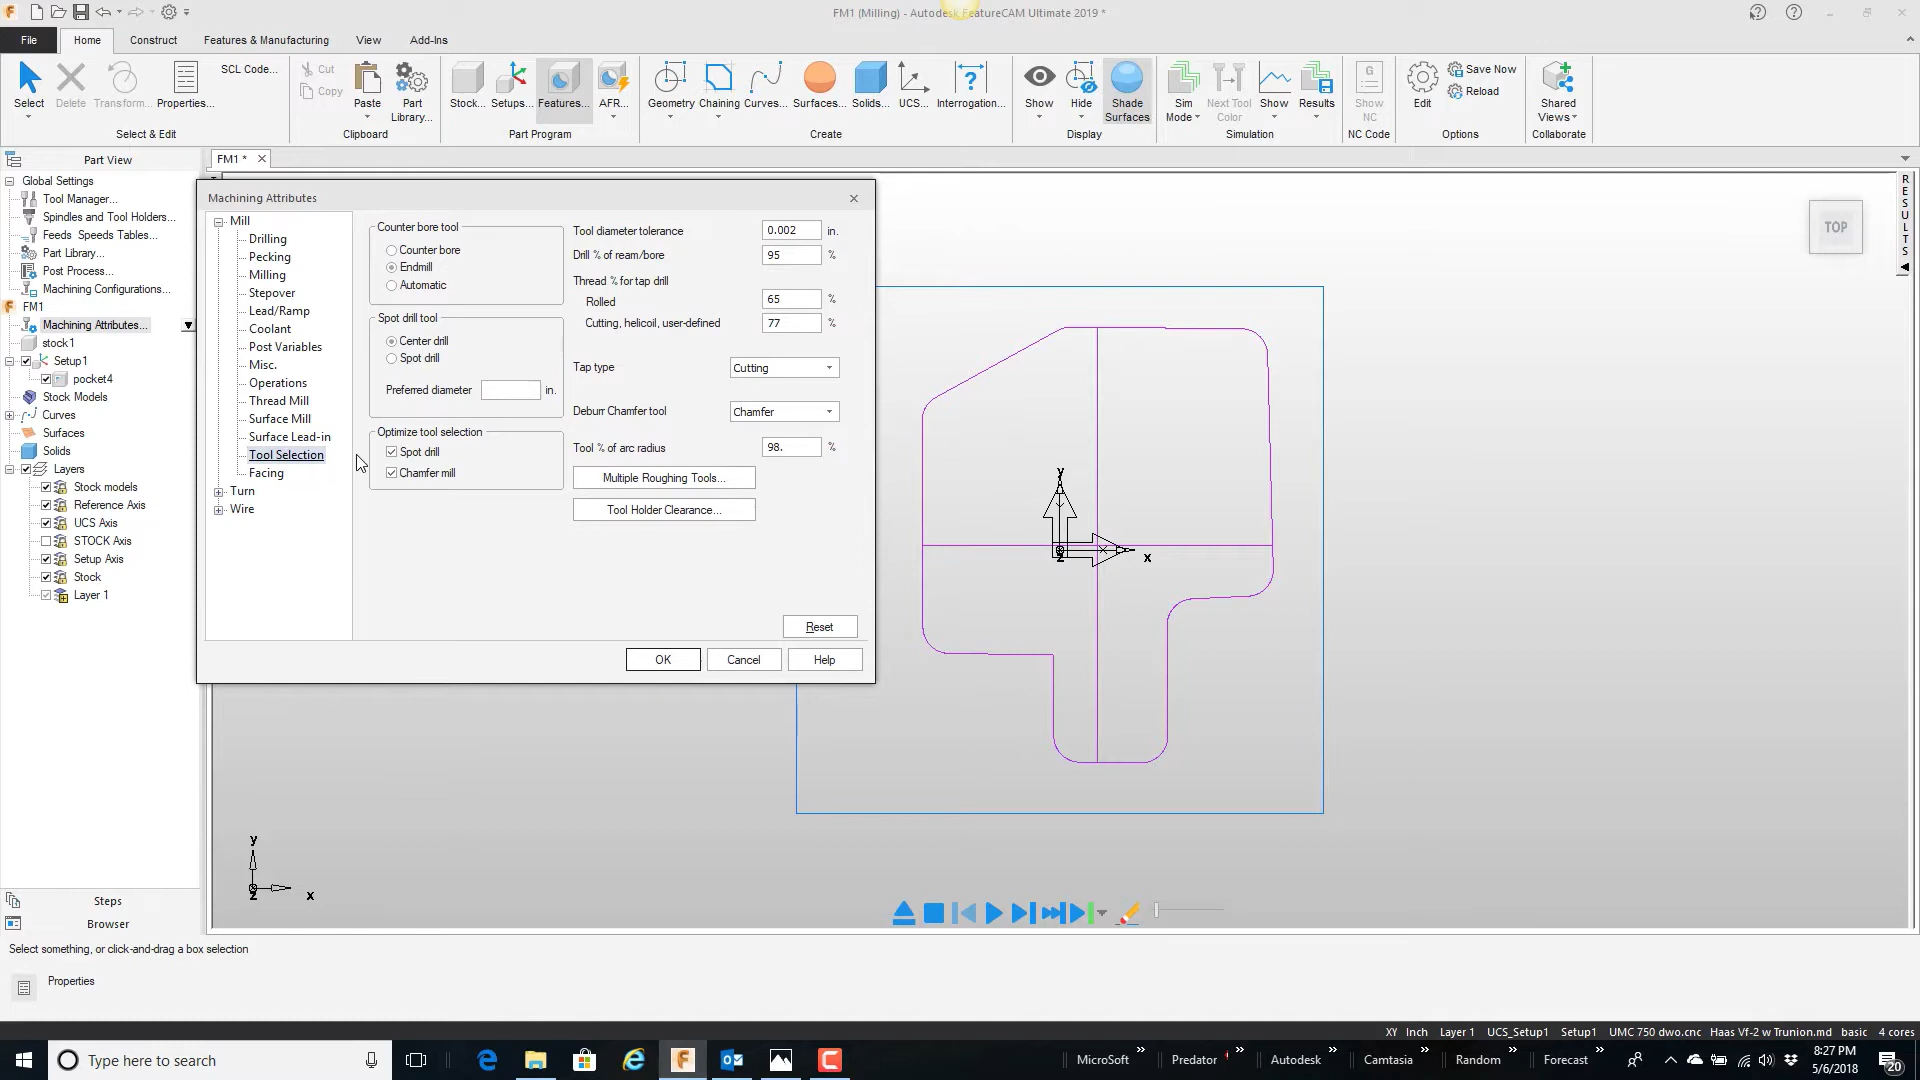 FM1 (Milling) - Autodesk FeatureCAM Ultimate 2019 *
File Home Construct Features & Manufacturing View Add-Ins
Select
Delete
Transform...
Properties...
SCL Code...
Select & Edit
Cut
Copy
Paste
Part Library...
Clipboard
Stock...
Setups...
Features...
AFR...
Part Program
Geometry
Chaining
Curves...
Surfaces...
Solids...
UCS...
Interrogation...
Create
Show
Hide
Shade Surfaces
Display
Sim Mode
Next Tool Color
Show
Results
Simulation
G
Show NC
NC Code
Edit
Save Now
Reload
Options
Shared Views
Collaborate
Part View
FM1 *
Global Settings
Tool Manager...
Spindles and Tool Holders...
Feeds Speeds Tables...
Part Library...
Post Process...
Machining Configurations...
FM1
Machining Attributes...
stock1
Setup1
pocket4
Stock Models
Curves
Surfaces
Solids
Layers
Stock models
Reference Axis
UCS Axis
STOCK Axis
Setup Axis
Stock
Layer 1
Steps
Browser
Machining Attributes
Mill
Drilling
Pecking
Milling
Stepover
Lead/Ramp
Coolant
Post Variables
Misc.
Operations
Thread Mill
Surface Mill
Surface Lead-in
Tool Selection
Facing
Turn
Wire
Counter bore tool
Counter bore
Endmill
Automatic
Spot drill tool
Center drill
Spot drill
Preferred diameter in.
Optimize tool selection
Spot drill
Chamfer mill
Tool diameter tolerance 0.002 in.
Drill % of ream/bore 95 %
Thread % for tap drill
Rolled 65 %
Cutting, helicoil, user-defined 77 %
Tap type Cutting
Deburr Chamfer tool Chamfer
Tool % of arc radius 98. %
Multiple Roughing Tools...
Tool Holder Clearance...
Reset
OK Cancel Help
RESULTS
TOP
Y
X
Z
Y
X
Z
Select something, or click-and-drag a box selection
Properties
XY Inch Layer 1 UCS_Setup1 Setup1 UMC 750 dwo.cnc Haas Vf-2 w Trunion.md basic 4 cores
Type here to search
MicroSoft » Predator » Autodesk » Camtasia » Random » Forecast »
8:27 PM
5/6/2018
20